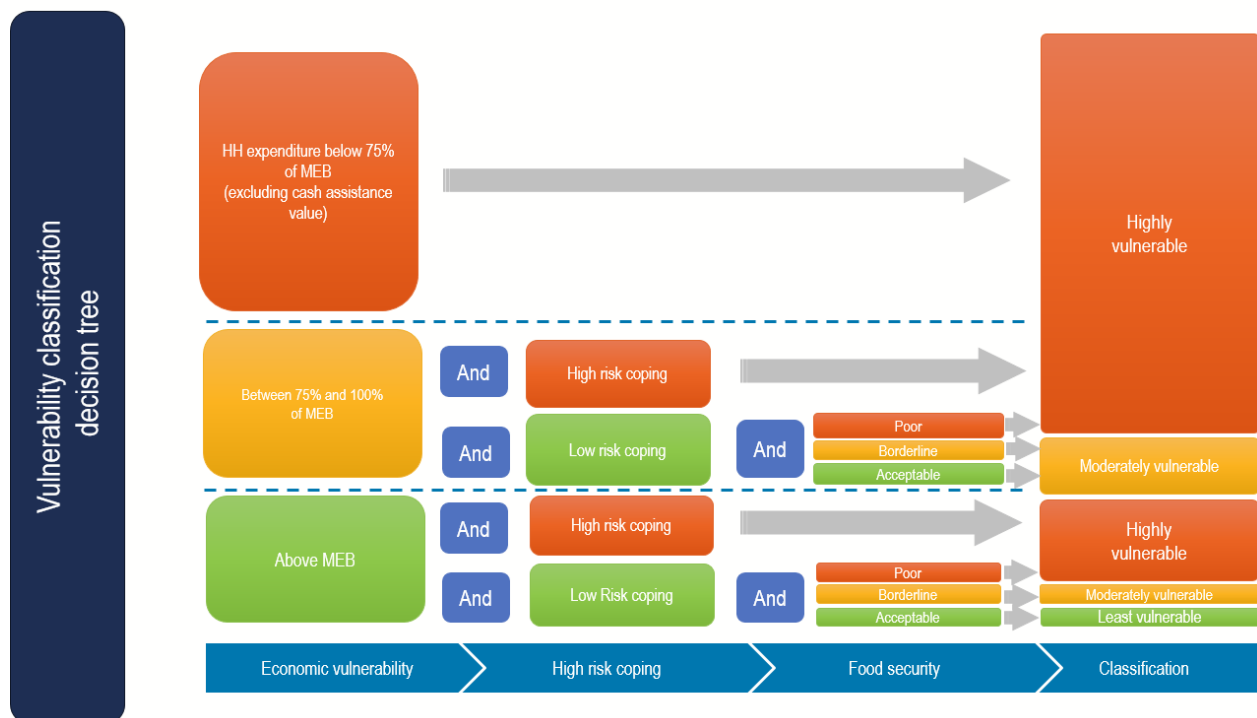 Vulnerability classification
decision tree
HH expenditure below 75%
of MEB
(excluding cash assistance
value)
Highly
vulnerable
Between 75% and 100%
of MEB
And
High risk coping
And
Low risk coping
And
Poor
Borderline
Acceptable
Moderately vulnerable
Above MEB
And
High risk coping
Highly
vulnerable
And
Low Risk coping
And
Poor
Borderline
Acceptable
Moderately vulnerable
Least vulnerable
Economic vulnerability
High risk coping
Food security
Classification